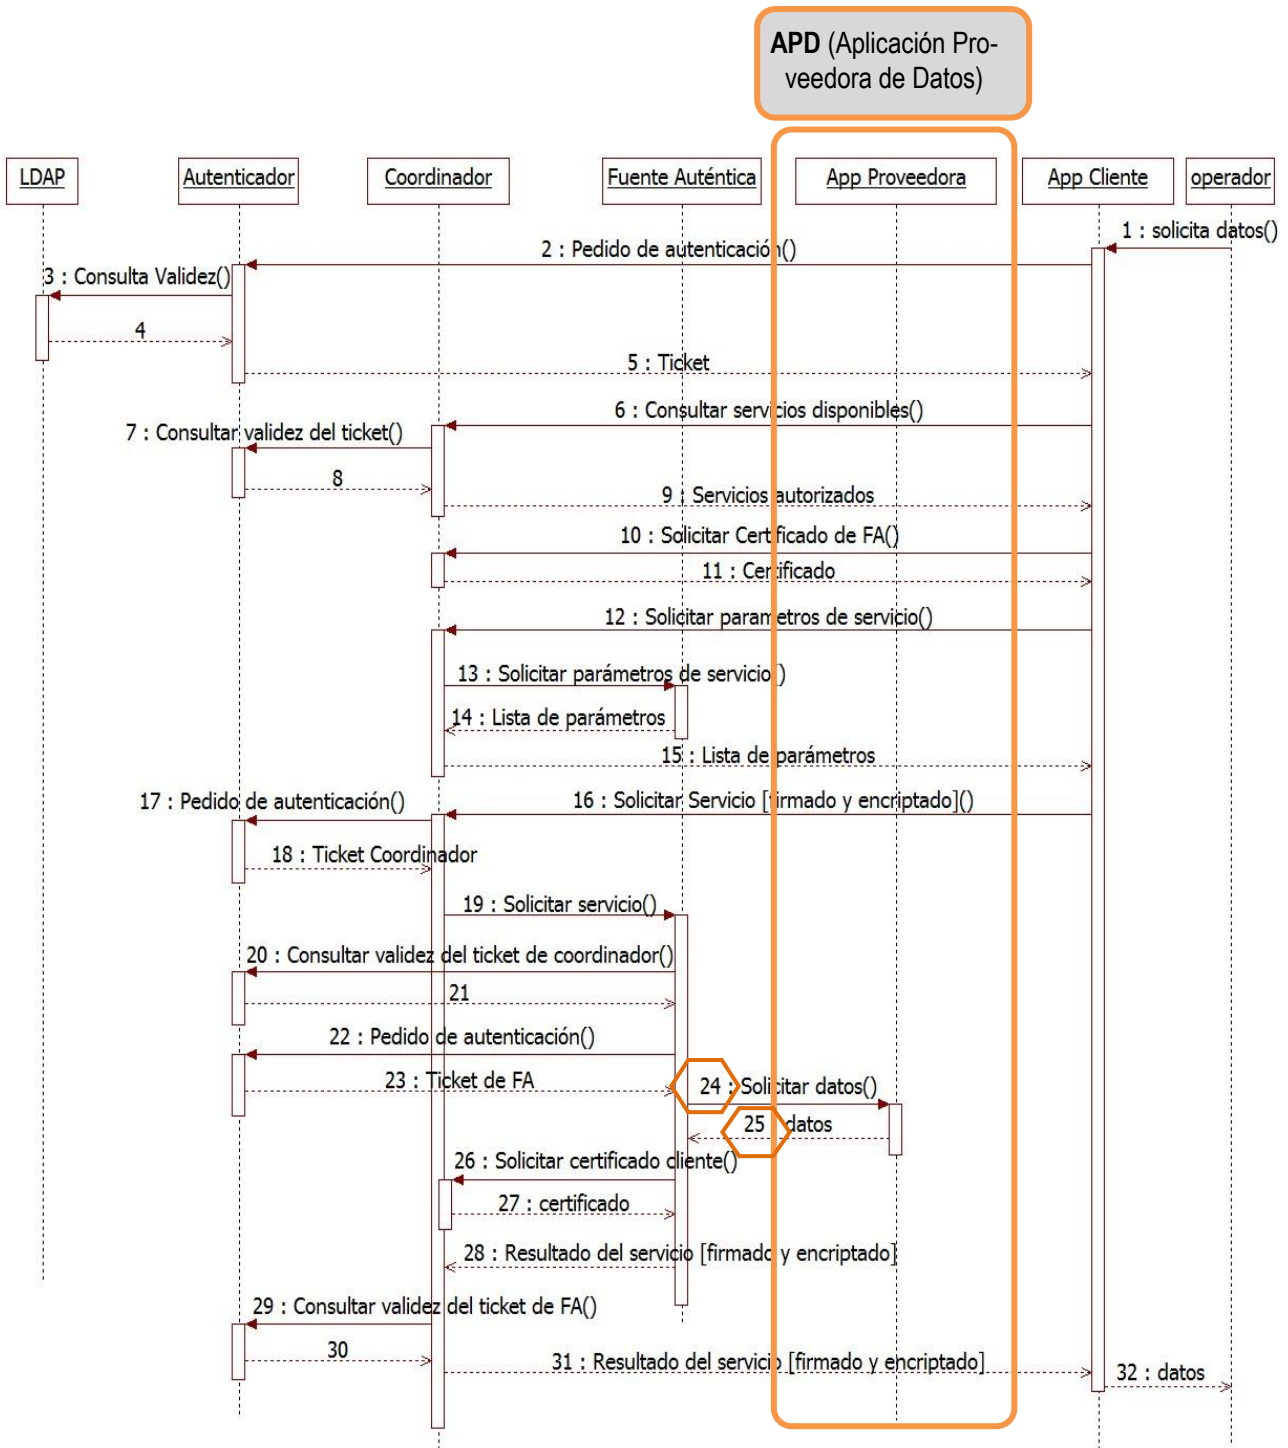 APD (Aplicación Pro-
veedora de Datos)
LDAP
Autenticador
Coordinador
Fuente Auténtica
App Proveedora
App Cliente
operador
1 : solicita datos()
2 : Pedido de autenticación()
3 : Consulta Validez()
4
5 : Ticket
6 : Consultar servicios disponibles()
7 : Consultar validez del ticket()
8
9 : Servicios autorizados
10 : Solicitar Certificado de FA()
11 : Certificado
12 : Solicitar parametros de servicio()
13 : Solicitar parámetros de servicio()
14 : Lista de parámetros
15 : Lista de parámetros
16 : Solicitar Servicio [firmado y encriptado]()
17 : Pedido de autenticación()
18 : Ticket Coordinador
19 : Solicitar servicio()
20 : Consultar validez del ticket de coordinador()
21
22 : Pedido de autenticación()
23 : Ticket de FA
24 : Solicitar datos()
25 : datos
26 : Solicitar certificado cliente()
27 : certificado
28 : Resultado del servicio [firmado y encriptado]
29 : Consultar validez del ticket de FA()
30
31 : Resultado del servicio [firmado y encriptado]
32 : datos